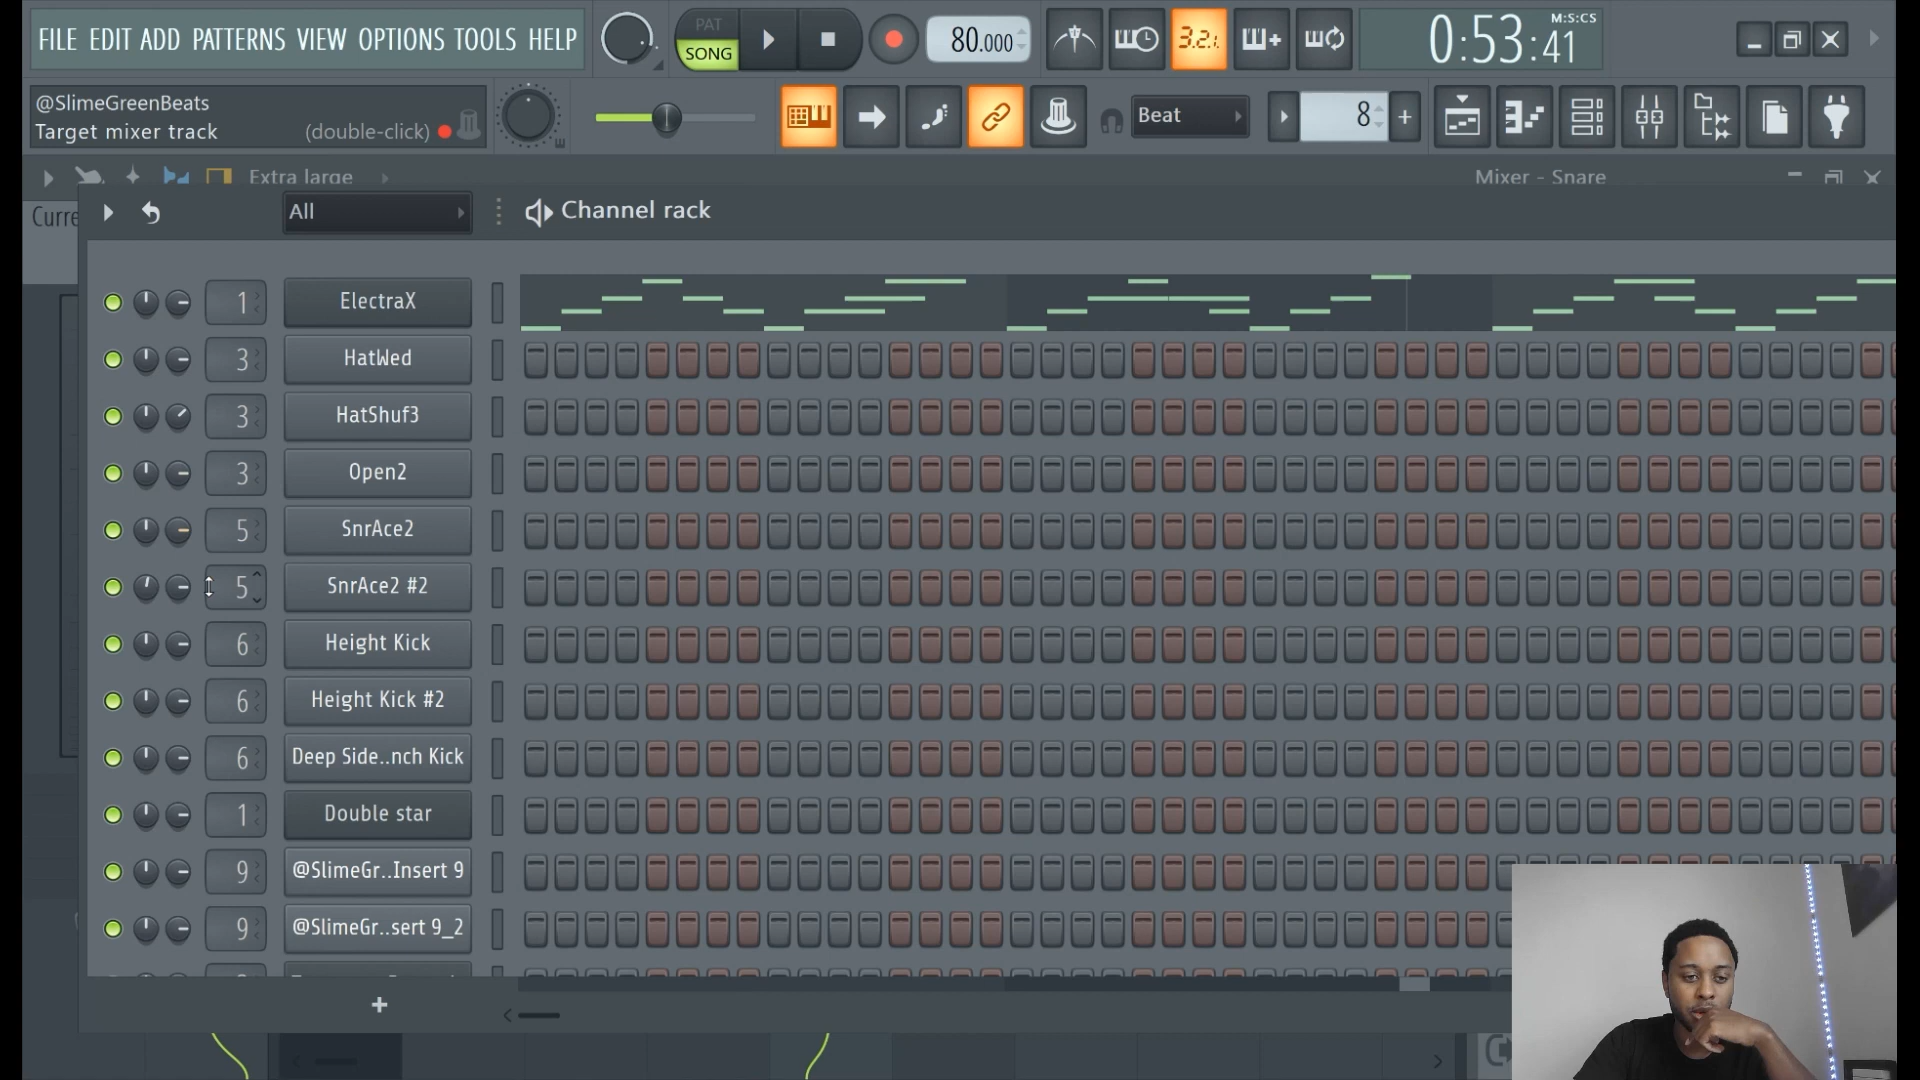 FILE EDIT ADD PATTERNS VIEW OPTIONS TOOLS HELP
PAT
SONG
80.000
3.2.1.
M:S:CS
0:53:41
@SlimeGreenBeats
Target mixer track (double-click)
Beat
8
Extra large
Mixer - Snare
Curre
All
Channel rack
1 ElectraX
3 HatWed
3 HatShuf3
3 Open2
5 SnrAce2
5 SnrAce2 #2
6 Height Kick
6 Height Kick #2
6 Deep Side..nch Kick
1 Double star
9 @SlimeGr..Insert 9
9 @SlimeGr..sert 9_2